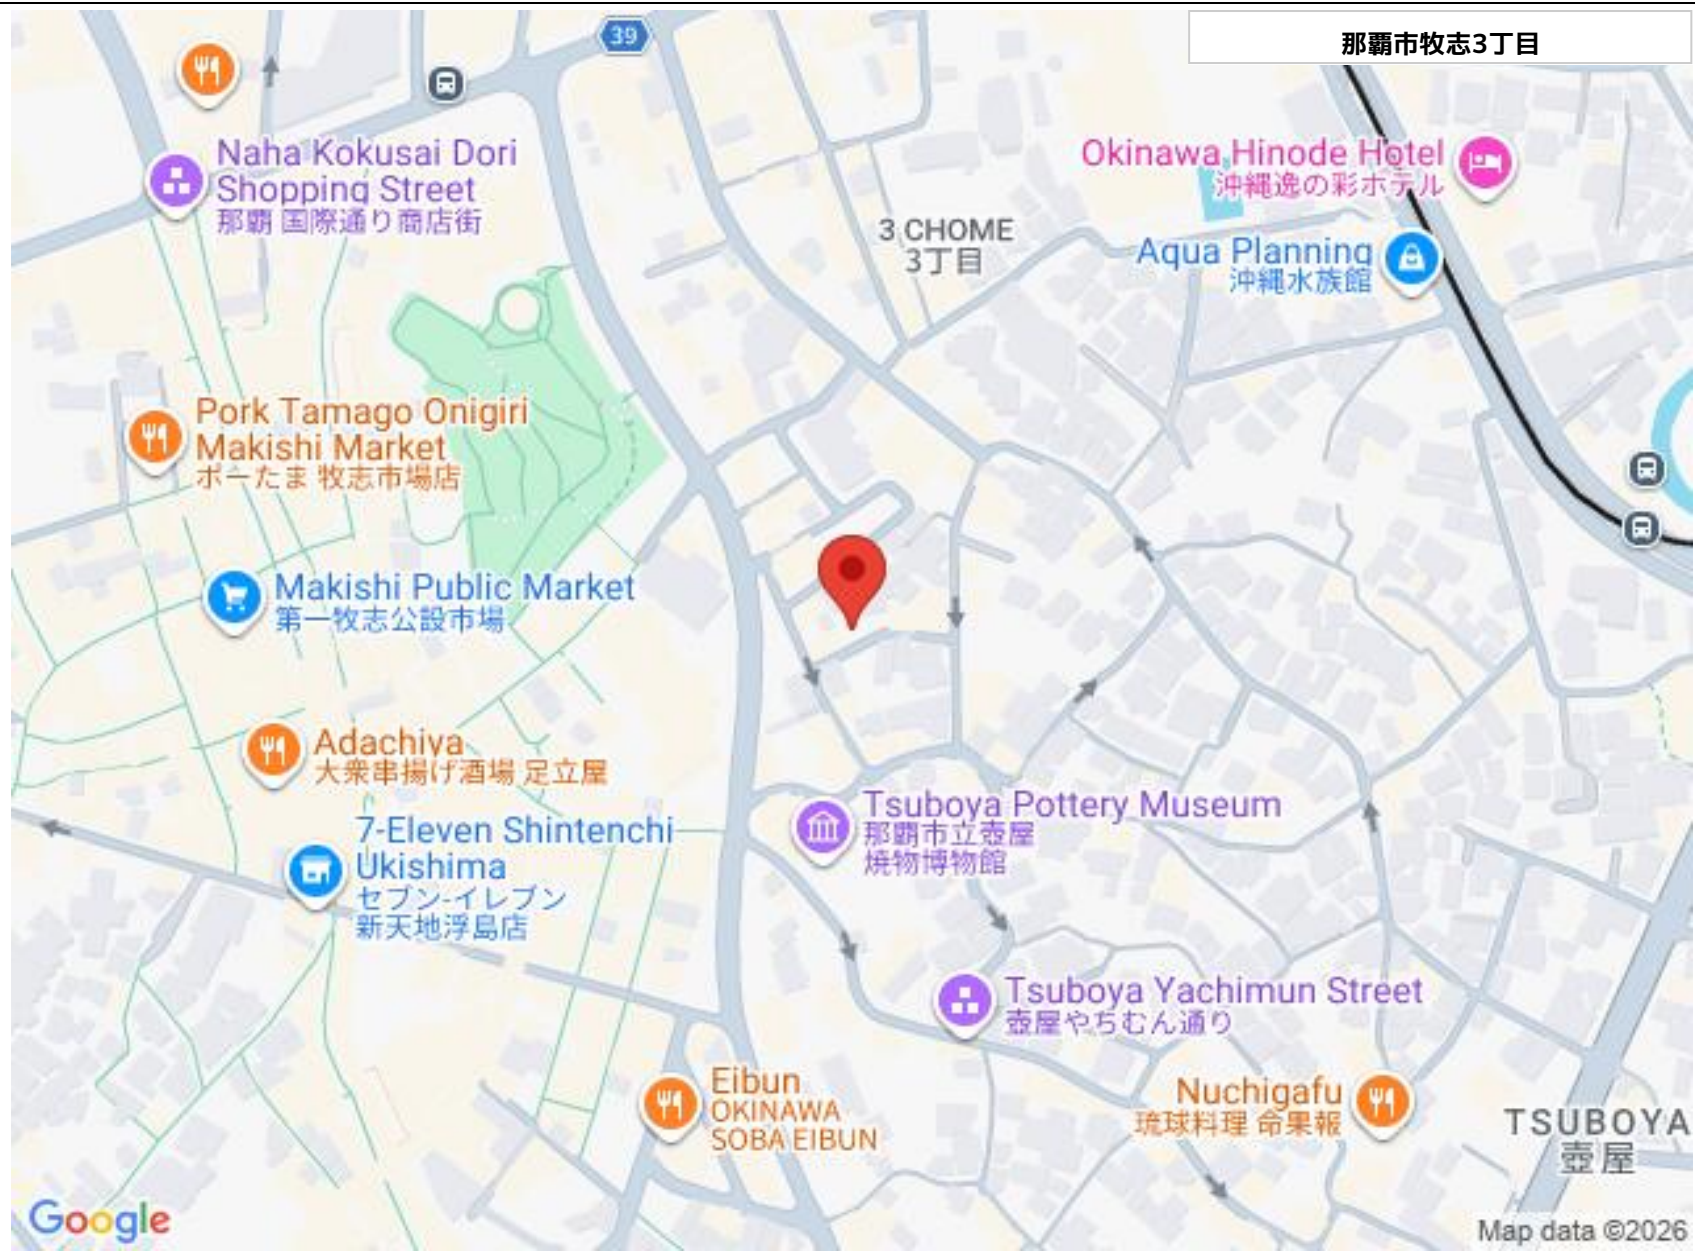 那覇市牧志3丁目
39
Naha Kokusai Dori
Shopping Street
那覇 国際通り商店街
Okinawa Hinode Hotel
沖縄逸の彩ホテル
3 CHOME
3丁目
Aqua Planning
沖縄水族館
Pork Tamago Onigiri
Makishi Market
ポーたま 牧志市場店
Makishi Public Market
第一牧志公設市場
Adachiya
大衆串揚げ酒場 足立屋
7-Eleven Shintenchi
Ukishima
セブン-イレブン
新天地浮島店
Tsuboya Pottery Museum
那覇市立壺屋
焼物博物館
Tsuboya Yachimun Street
壺屋やちむん通り
Eibun
OKINAWA
SOBA EIBUN
Nuchigafu
琉球料理 命果報
TSUBOYA
壺屋
Google
Map data ©2026